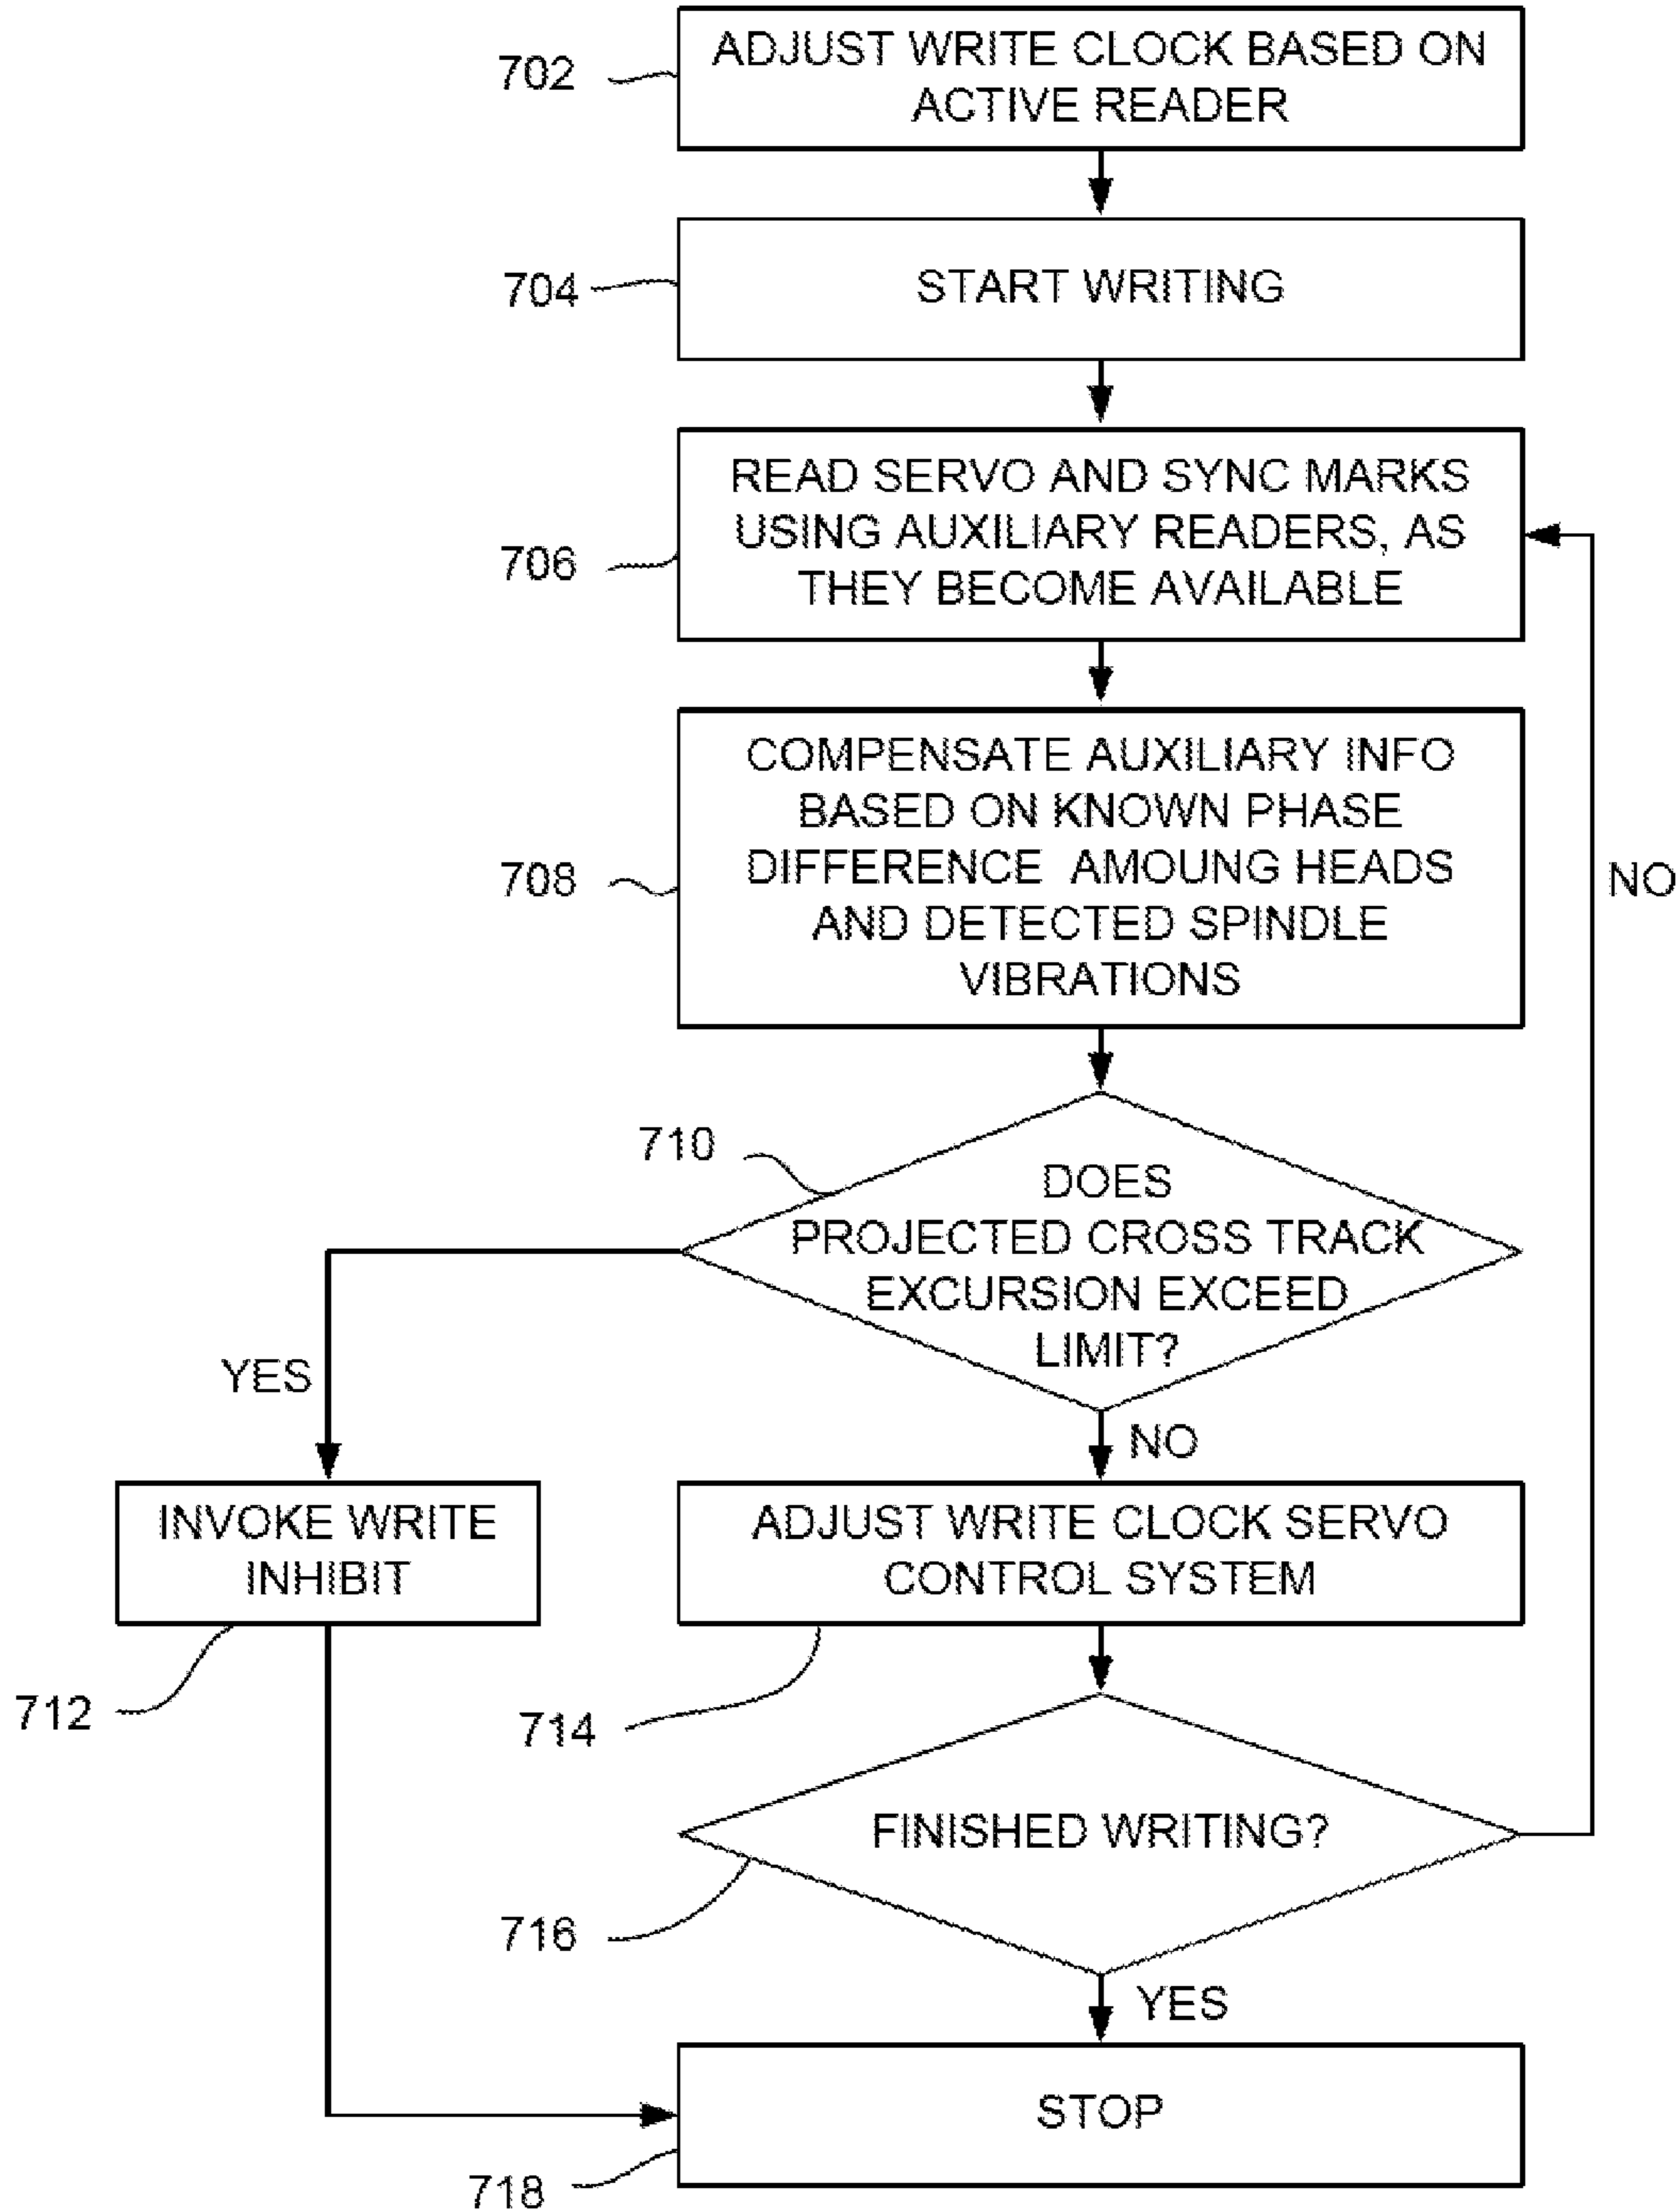 702
ADJUST WRITE CLOCK BASED ON
ACTIVE READER
704
START WRITING
706
READ SERVO AND SYNC MARKS
USING AUXILIARY READERS, AS
THEY BECOME AVAILABLE
708
COMPENSATE AUXILIARY INFO
BASED ON KNOWN PHASE
DIFFERENCE AMOUNG HEADS
AND DETECTED SPINDLE
VIBRATIONS
NO
710
DOES
PROJECTED CROSS TRACK
EXCURSION EXCEED
LIMIT?
YES
NO
INVOKE WRITE
INHIBIT
712
ADJUST WRITE CLOCK SERVO
CONTROL SYSTEM
714
FINISHED WRITING?
716
YES
STOP
718